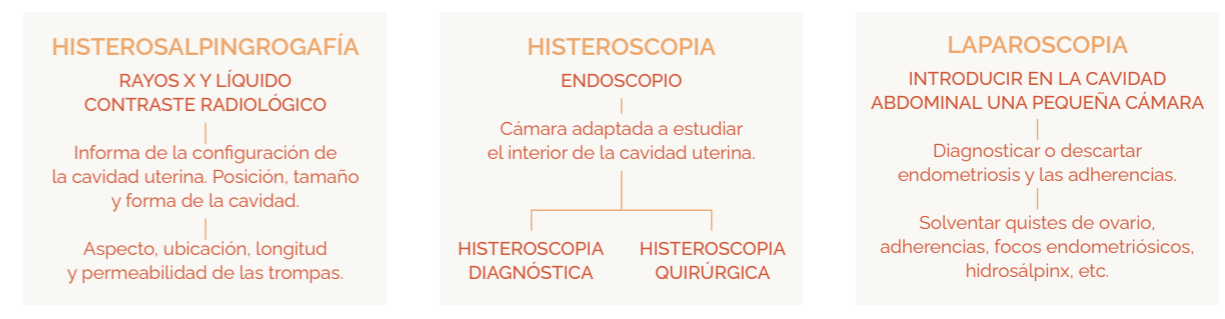 HISTEROSALPINGROGAFÍA
RAYOS X Y LÍQUIDO
CONTRASTE RADIOLÓGICO
Informa de la configuración de
la cavidad uterina. Posición, tamaño
y forma de la cavidad.
Aspecto, ubicación, longitud
y permeabilidad de las trompas.
HISTEROSCOPIA
ENDOSCOPIO
Cámara adaptada a estudiar
el interior de la cavidad uterina.
HISTEROSCOPIA
DIAGNÓSTICA
HISTEROSCOPIA
QUIRÚRGICA
LAPAROSCOPIA
INTRODUCIR EN LA CAVIDAD
ABDOMINAL UNA PEQUEÑA CÁMARA
Diagnosticar o descartar
endometriosis y las adherencias.
Solventar quistes de ovario,
adherencias, focos endometriósicos,
hidrosálpinx, etc.